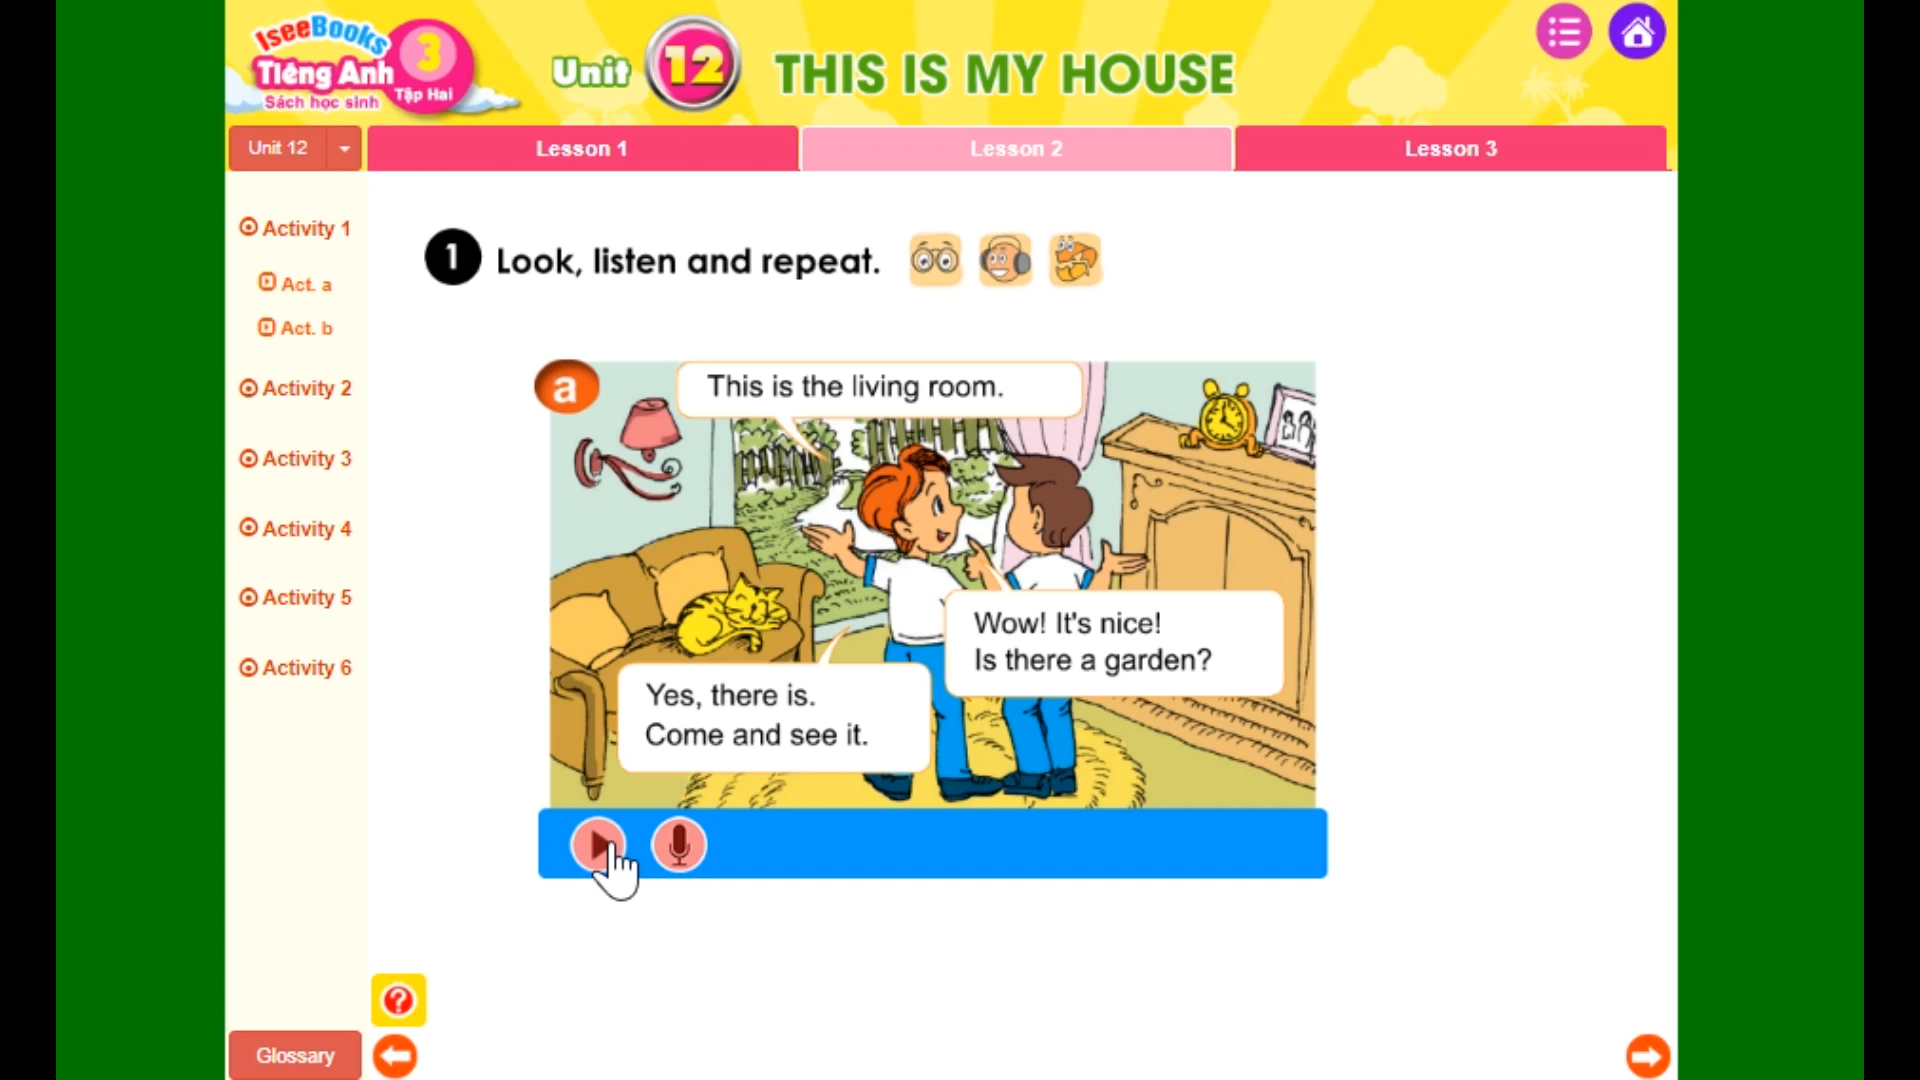 IseeBooks
Tiếng Anh 3
Tập Hai
Sách học sinh
Unit 12 THIS IS MY HOUSE
Unit 12
Lesson 1
Lesson 2
Lesson 3
Activity 1
Act. a
Act. b
Activity 2
Activity 3
Activity 4
Activity 5
Activity 6
Glossary
1 Look, listen and repeat.
a
This is the living room.
Wow! It's nice!
Is there a garden?
Yes, there is.
Come and see it.
?